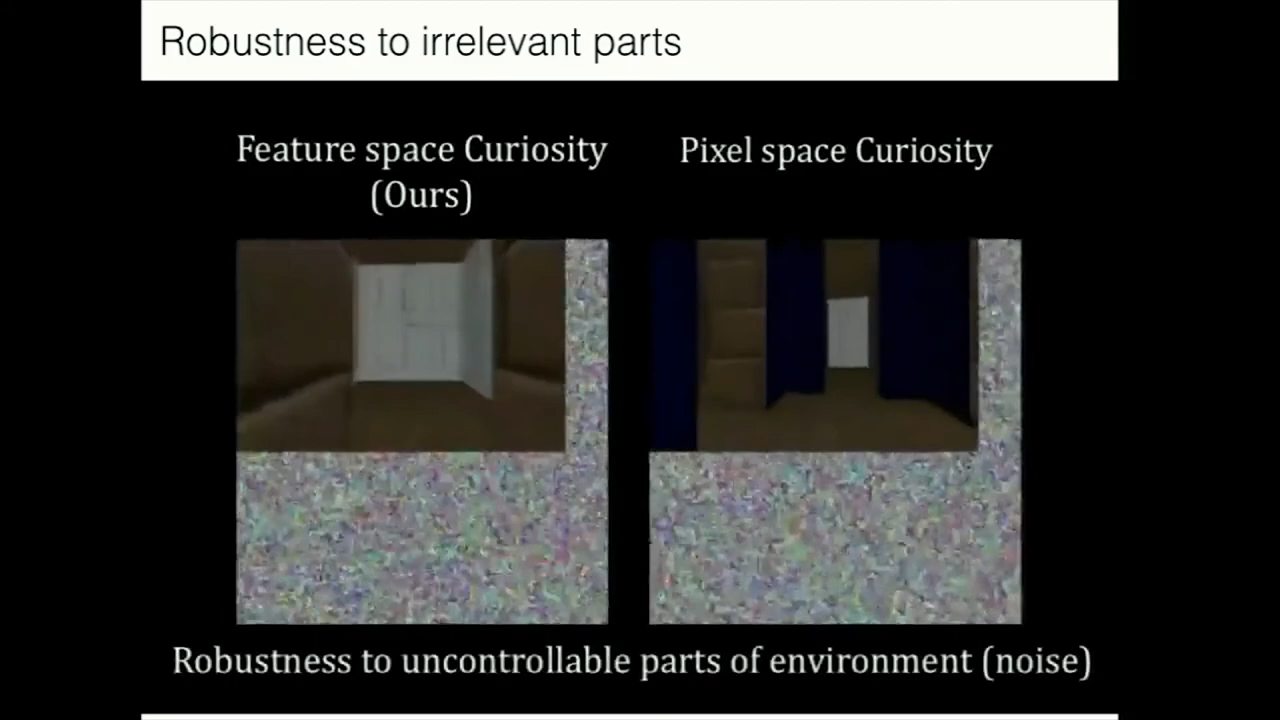 Robustness to irrelevant parts
Feature space Curiosity
(Ours)
Pixel space Curiosity
Robustness to uncontrollable parts of environment (noise)